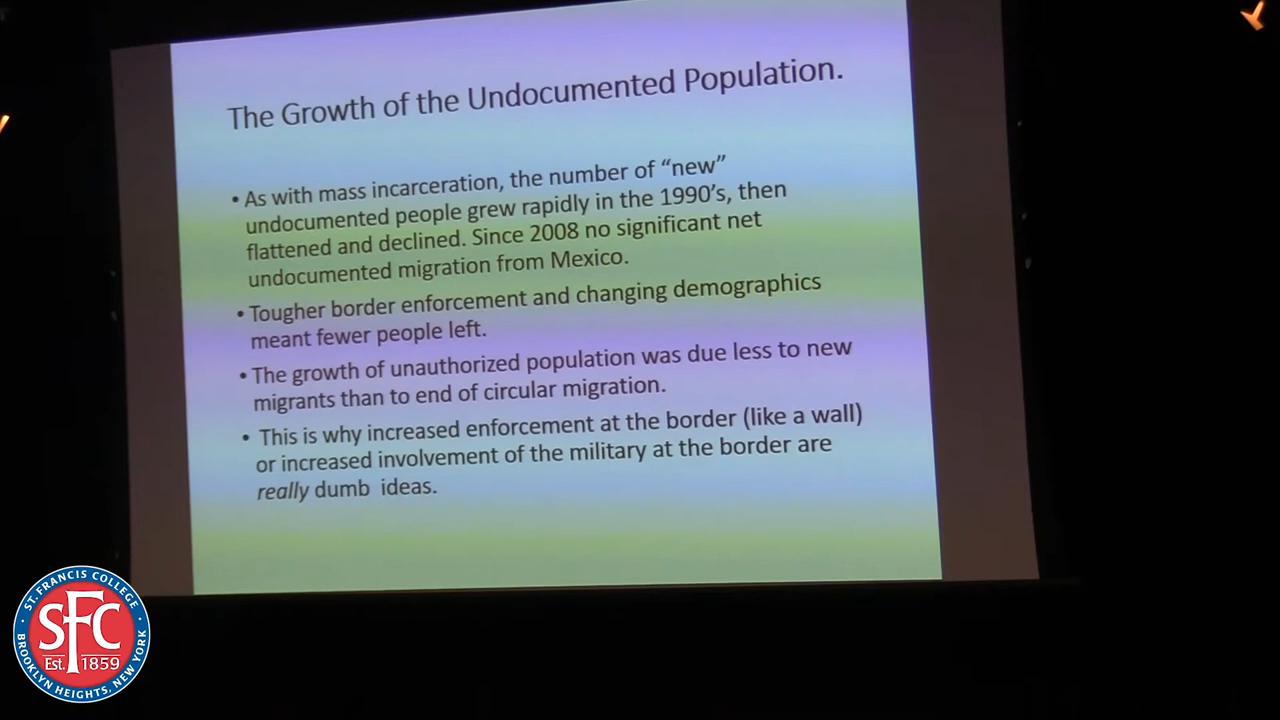 The Growth of the Undocumented Population.
• As with mass incarceration, the number of “new”
undocumented people grew rapidly in the 1990’s, then
flattened and declined. Since 2008 no significant net
undocumented migration from Mexico.
• Tougher border enforcement and changing demographics
meant fewer people left.
• The growth of unauthorized population was due less to new
migrants than to end of circular migration.
• This is why increased enforcement at the border (like a wall)
or increased involvement of the military at the border are
really dumb ideas.
· ST. FRANCIS COLLEGE ·
SFC
Est. 1859
BROOKLYN HEIGHTS, NEW YORK